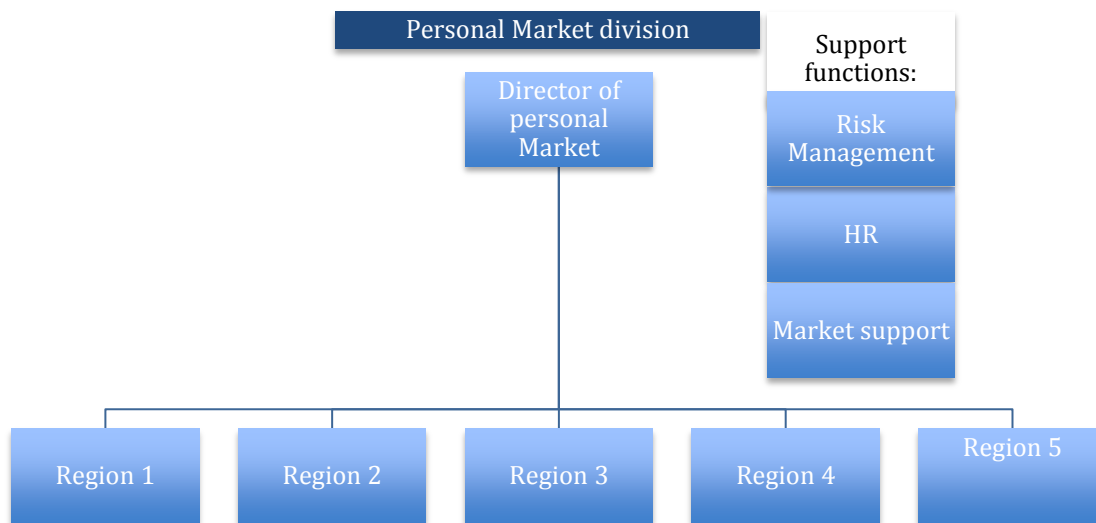 Personal Market division
Support
functions:
Director of
personal
Market
Risk
Management
HR
Market support
Region 1
Region 2
Region 3
Region 4
Region 5